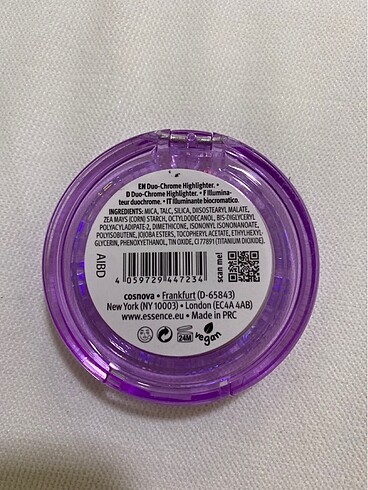 EN Duo-Chrome Highlighter. •
D Duo-Chrome Highlighter. • F Illumina-
teur duochrome. • IT Illuminante biocromatico.
INGREDIENTS: MICA, TALC, SILICA, DIISOSTEARYL MALATE,
ZEA MAYS (CORN) STARCH, OCTYLDODECANOL, BIS-DIGLYCERYL
POLYACYLADIPATE-2, DIMETHICONE, ISONONYL ISONONANOATE,
POLYISOBUTENE, JOJOBA ESTERS, TOCOPHERYL ACETATE, ETHYLHEXYL-
GLYCERIN, PHENOXYETHANOL, TIN OXIDE, CI 77891 (TITANIUM DIOXIDE).
AIBD
4 059729 447234
scan me!
cosnova • Frankfurt (D-65843)
New York (NY 10003) • London (EC4A 4AB)
www.essence.eu • Made in PRC
24M
vegan